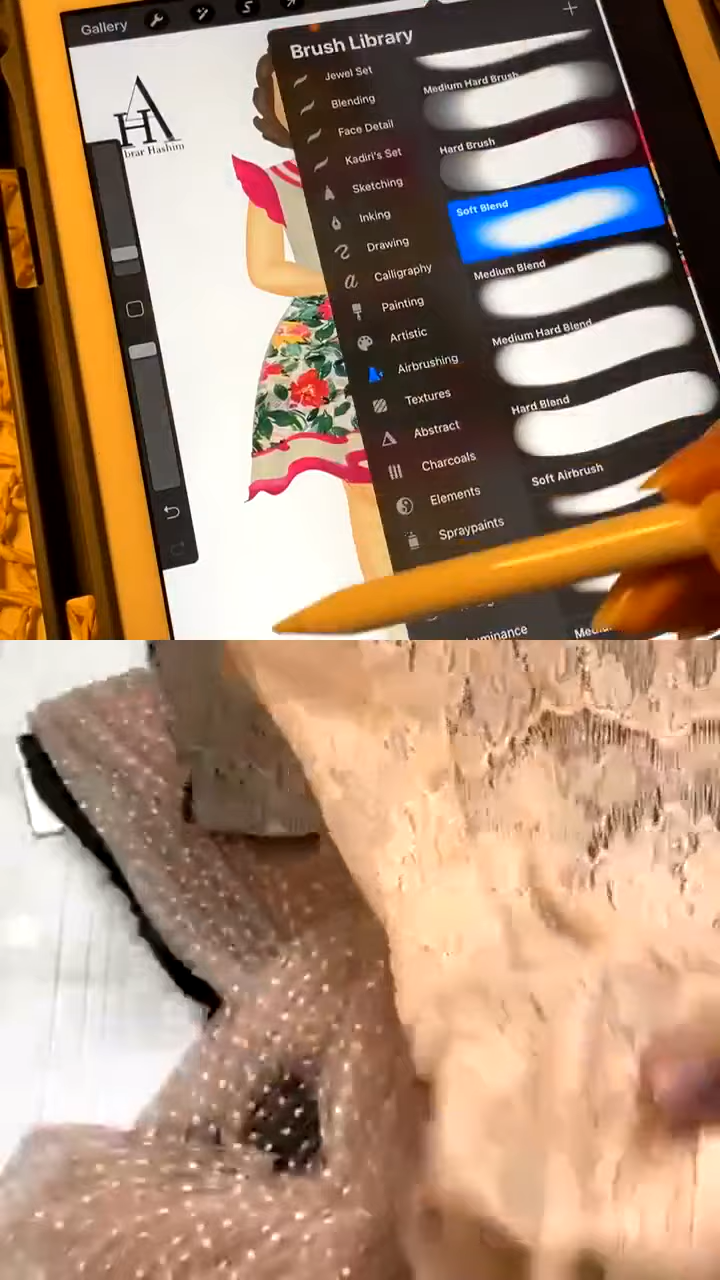 Gallery
AH
brar Hashim
Brush Library
Jewel Set
Blending
Face Detail
Kadiri's Set
Sketching
Inking
Drawing
Calligraphy
Painting
Artistic
Airbrushing
Textures
Abstract
Charcoals
Elements
Spraypaints
uminance
Medium Hard Brush
Hard Brush
Soft Blend
Medium Blend
Medium Hard Blend
Hard Blend
Soft Airbrush